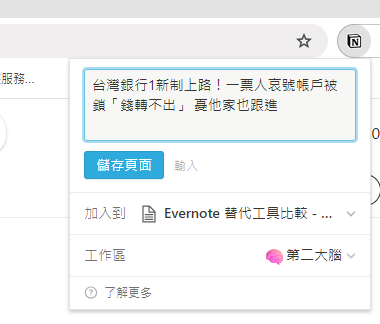 服務...
台灣銀行1新制上路！一票人哀號帳戶被
鎖「錢轉不出」 憂他家也跟進
0
儲存頁面 輸入
加入到 Evernote 替代工具比較 - ...
工作區 🧠 第二大腦
? 了解更多